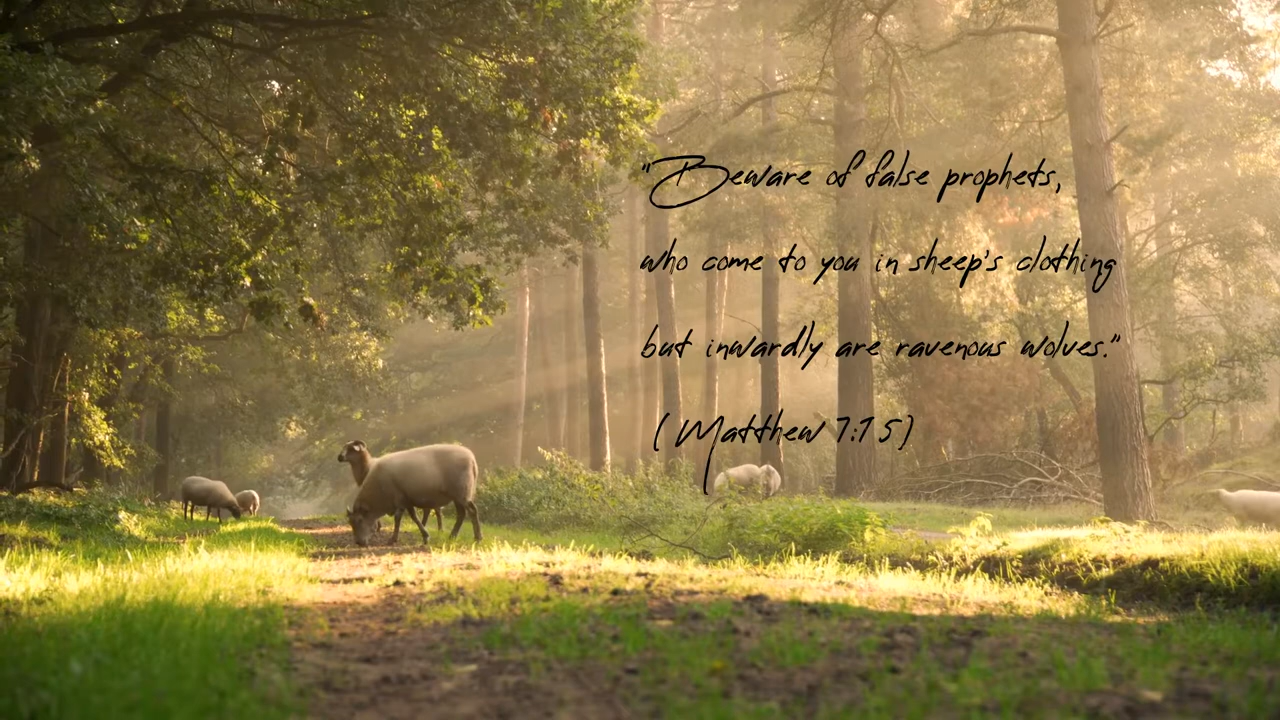 "Beware of false prophets,
who come to you in sheep's clothing
but inwardly are ravenous wolves."
(Matthew 7:15)